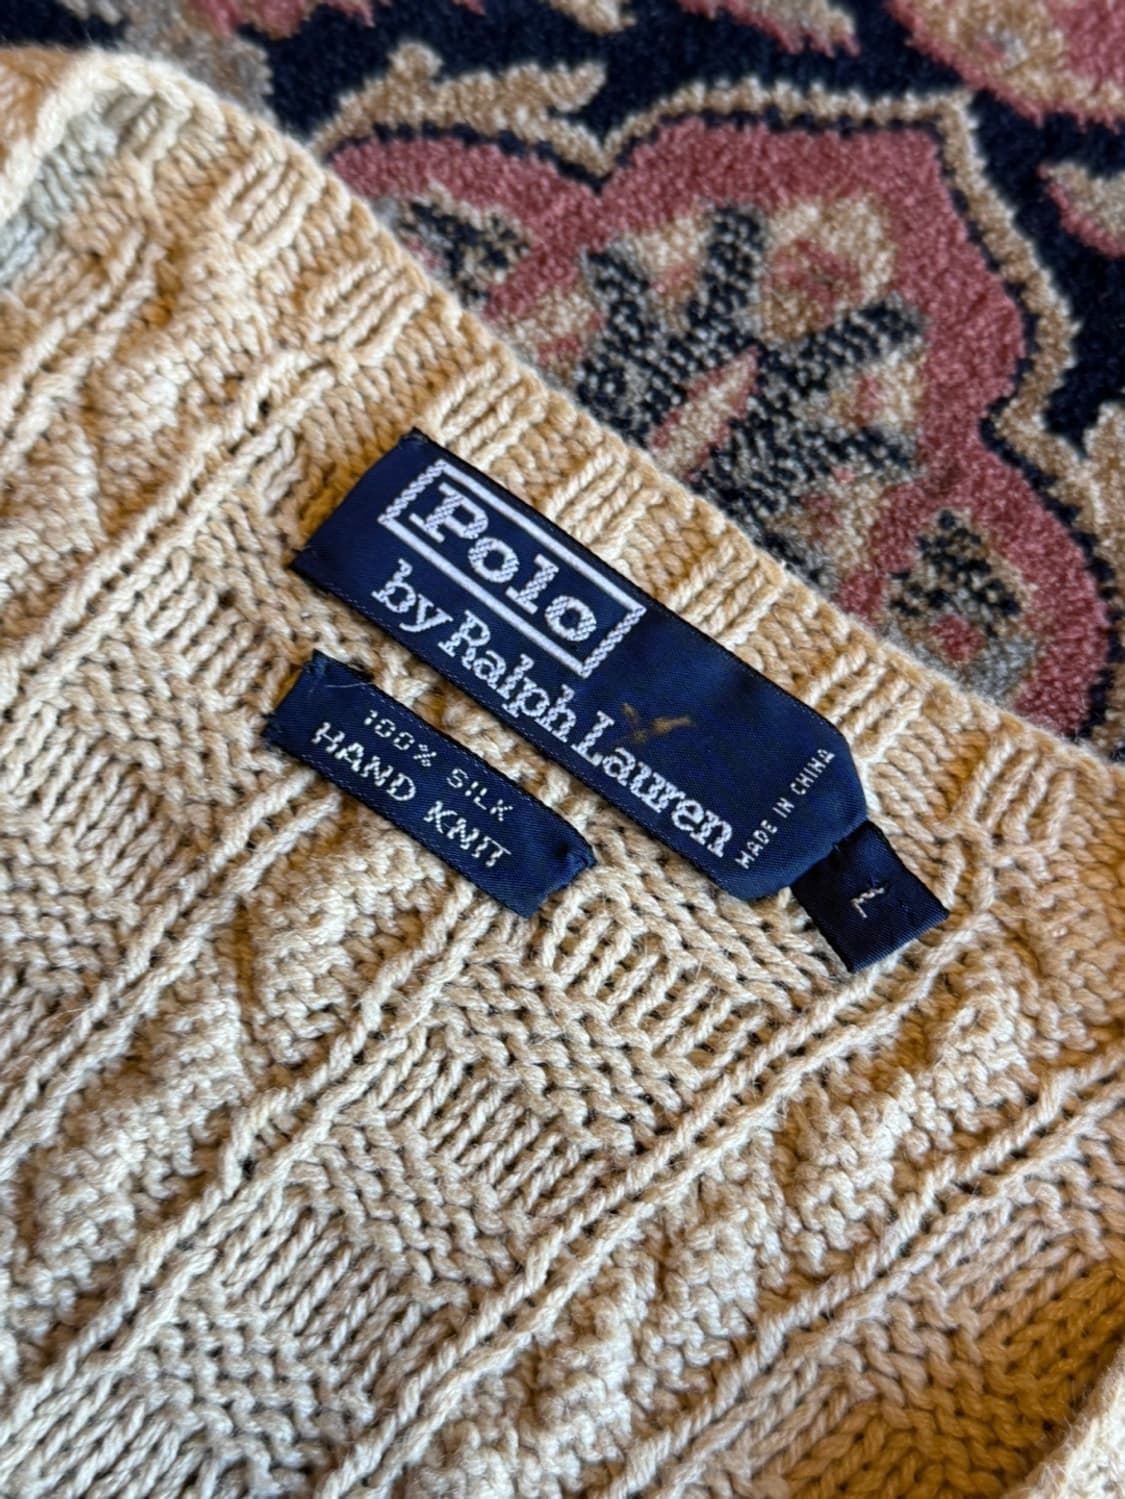 Polo
by Ralph Lauren
MADE IN CHINA
L
100% SILK
HAND KNIT